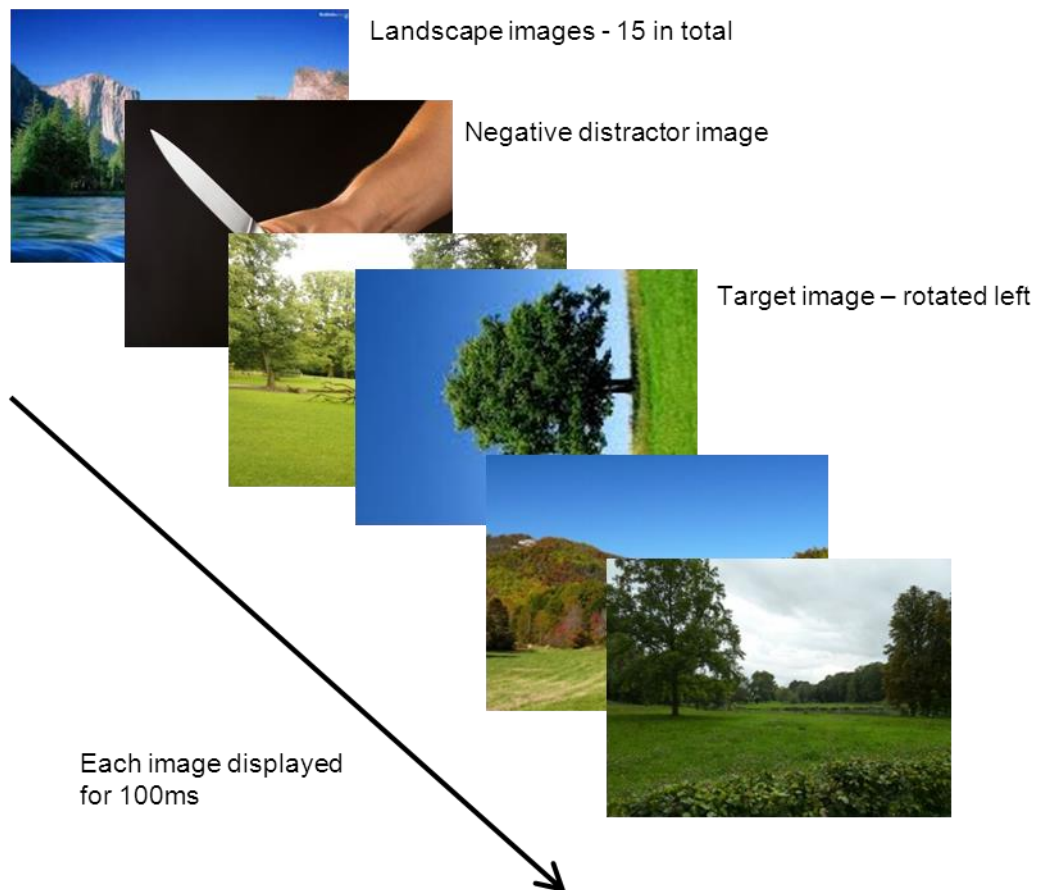 Landscape images - 15 in total
Negative distractor image
Target image – rotated left
Each image displayed
for 100ms